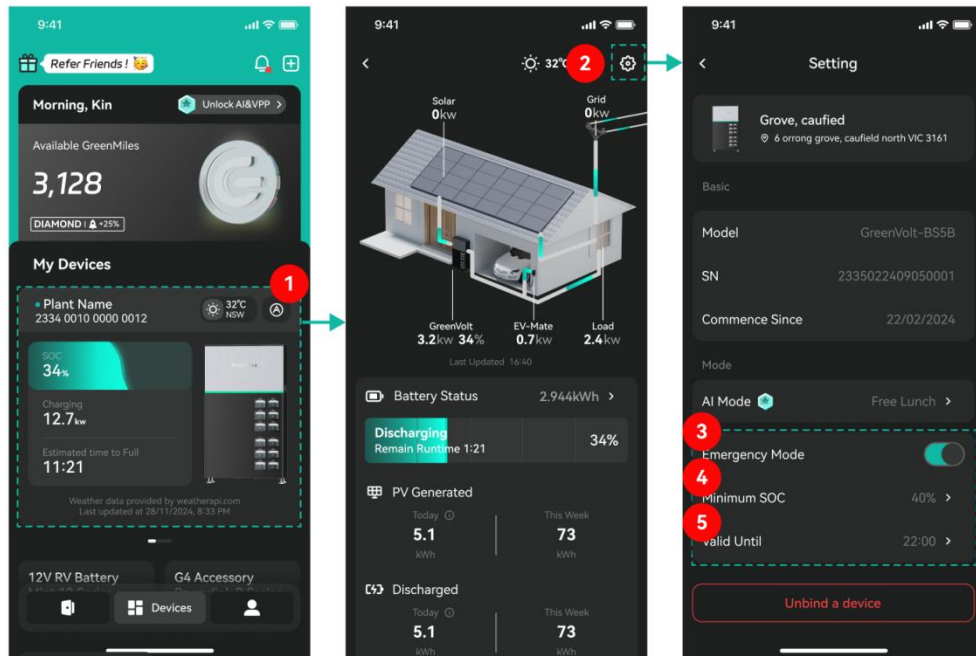 9:41
Refer Friends !
Morning, Kin
Unlock AI&VPP >
Available GreenMiles
3,128
DIAMOND | +25%
My Devices
1
Plant Name
2334 0010 0000 0012
32°C
NSW
SOC
34%
Charging
12.7kw
Estimated time to Full
11:21
Weather data provided by weatherapi.com
Last updated at 28/11/2024, 8:33 PM
12V RV Battery
G4 Accessory
Devices
9:41
32°C
2
Solar
0kw
Grid
0kw
GreenVolt
3.2kw 34%
EV-Mate
0.7kw
Load
2.4kw
Last Updated 16:40
Battery Status
2.944kWh >
Discharging
Remain Runtime 1:21
34%
PV Generated
Today
5.1
kWh
This Week
73
kWh
Discharged
Today
5.1
kWh
This Week
73
kWh
9:41
Setting
Grove, caufied
6 orrong grove, caufield north VIC 3161
Basic
Model
GreenVolt-BS5B
SN
2335022409050001
Commence Since
22/02/2024
Mode
AI Mode
Free Lunch >
3
Emergency Mode
4
Minimum SOC
40% >
5
Valid Until
22:00 >
Unbind a device